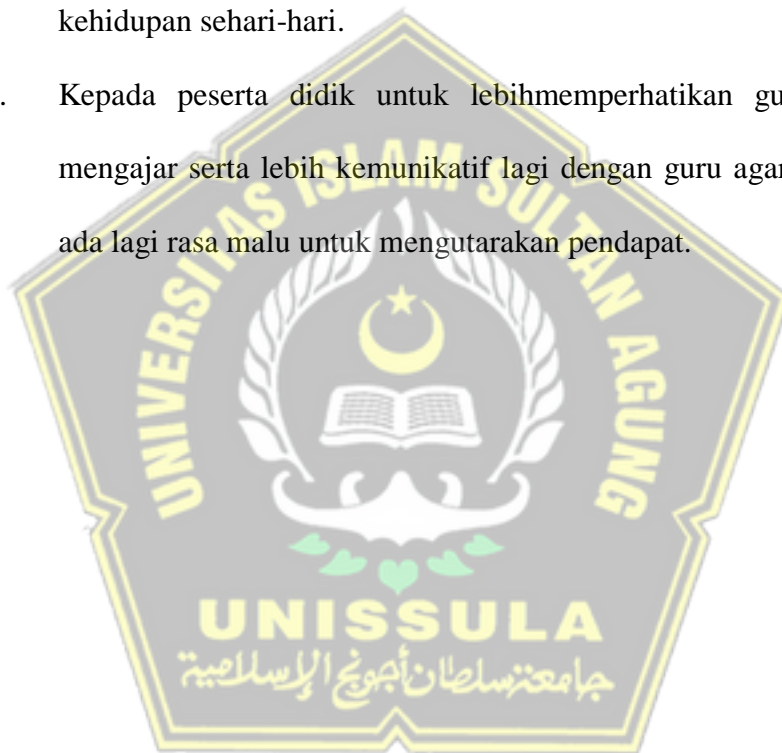 kehidupan sehari-hari.
. Kepada peserta didik untuk lebihmemperhatikan gu
mengajar serta lebih kemunikatif lagi dengan guru agar
ada lagi rasa malu untuk mengutarakan pendapat.
UNIVERSITAS ISLAM SULTAN AGUNG
UNISSULA
جامعة سلطان أجونج الإسلامية